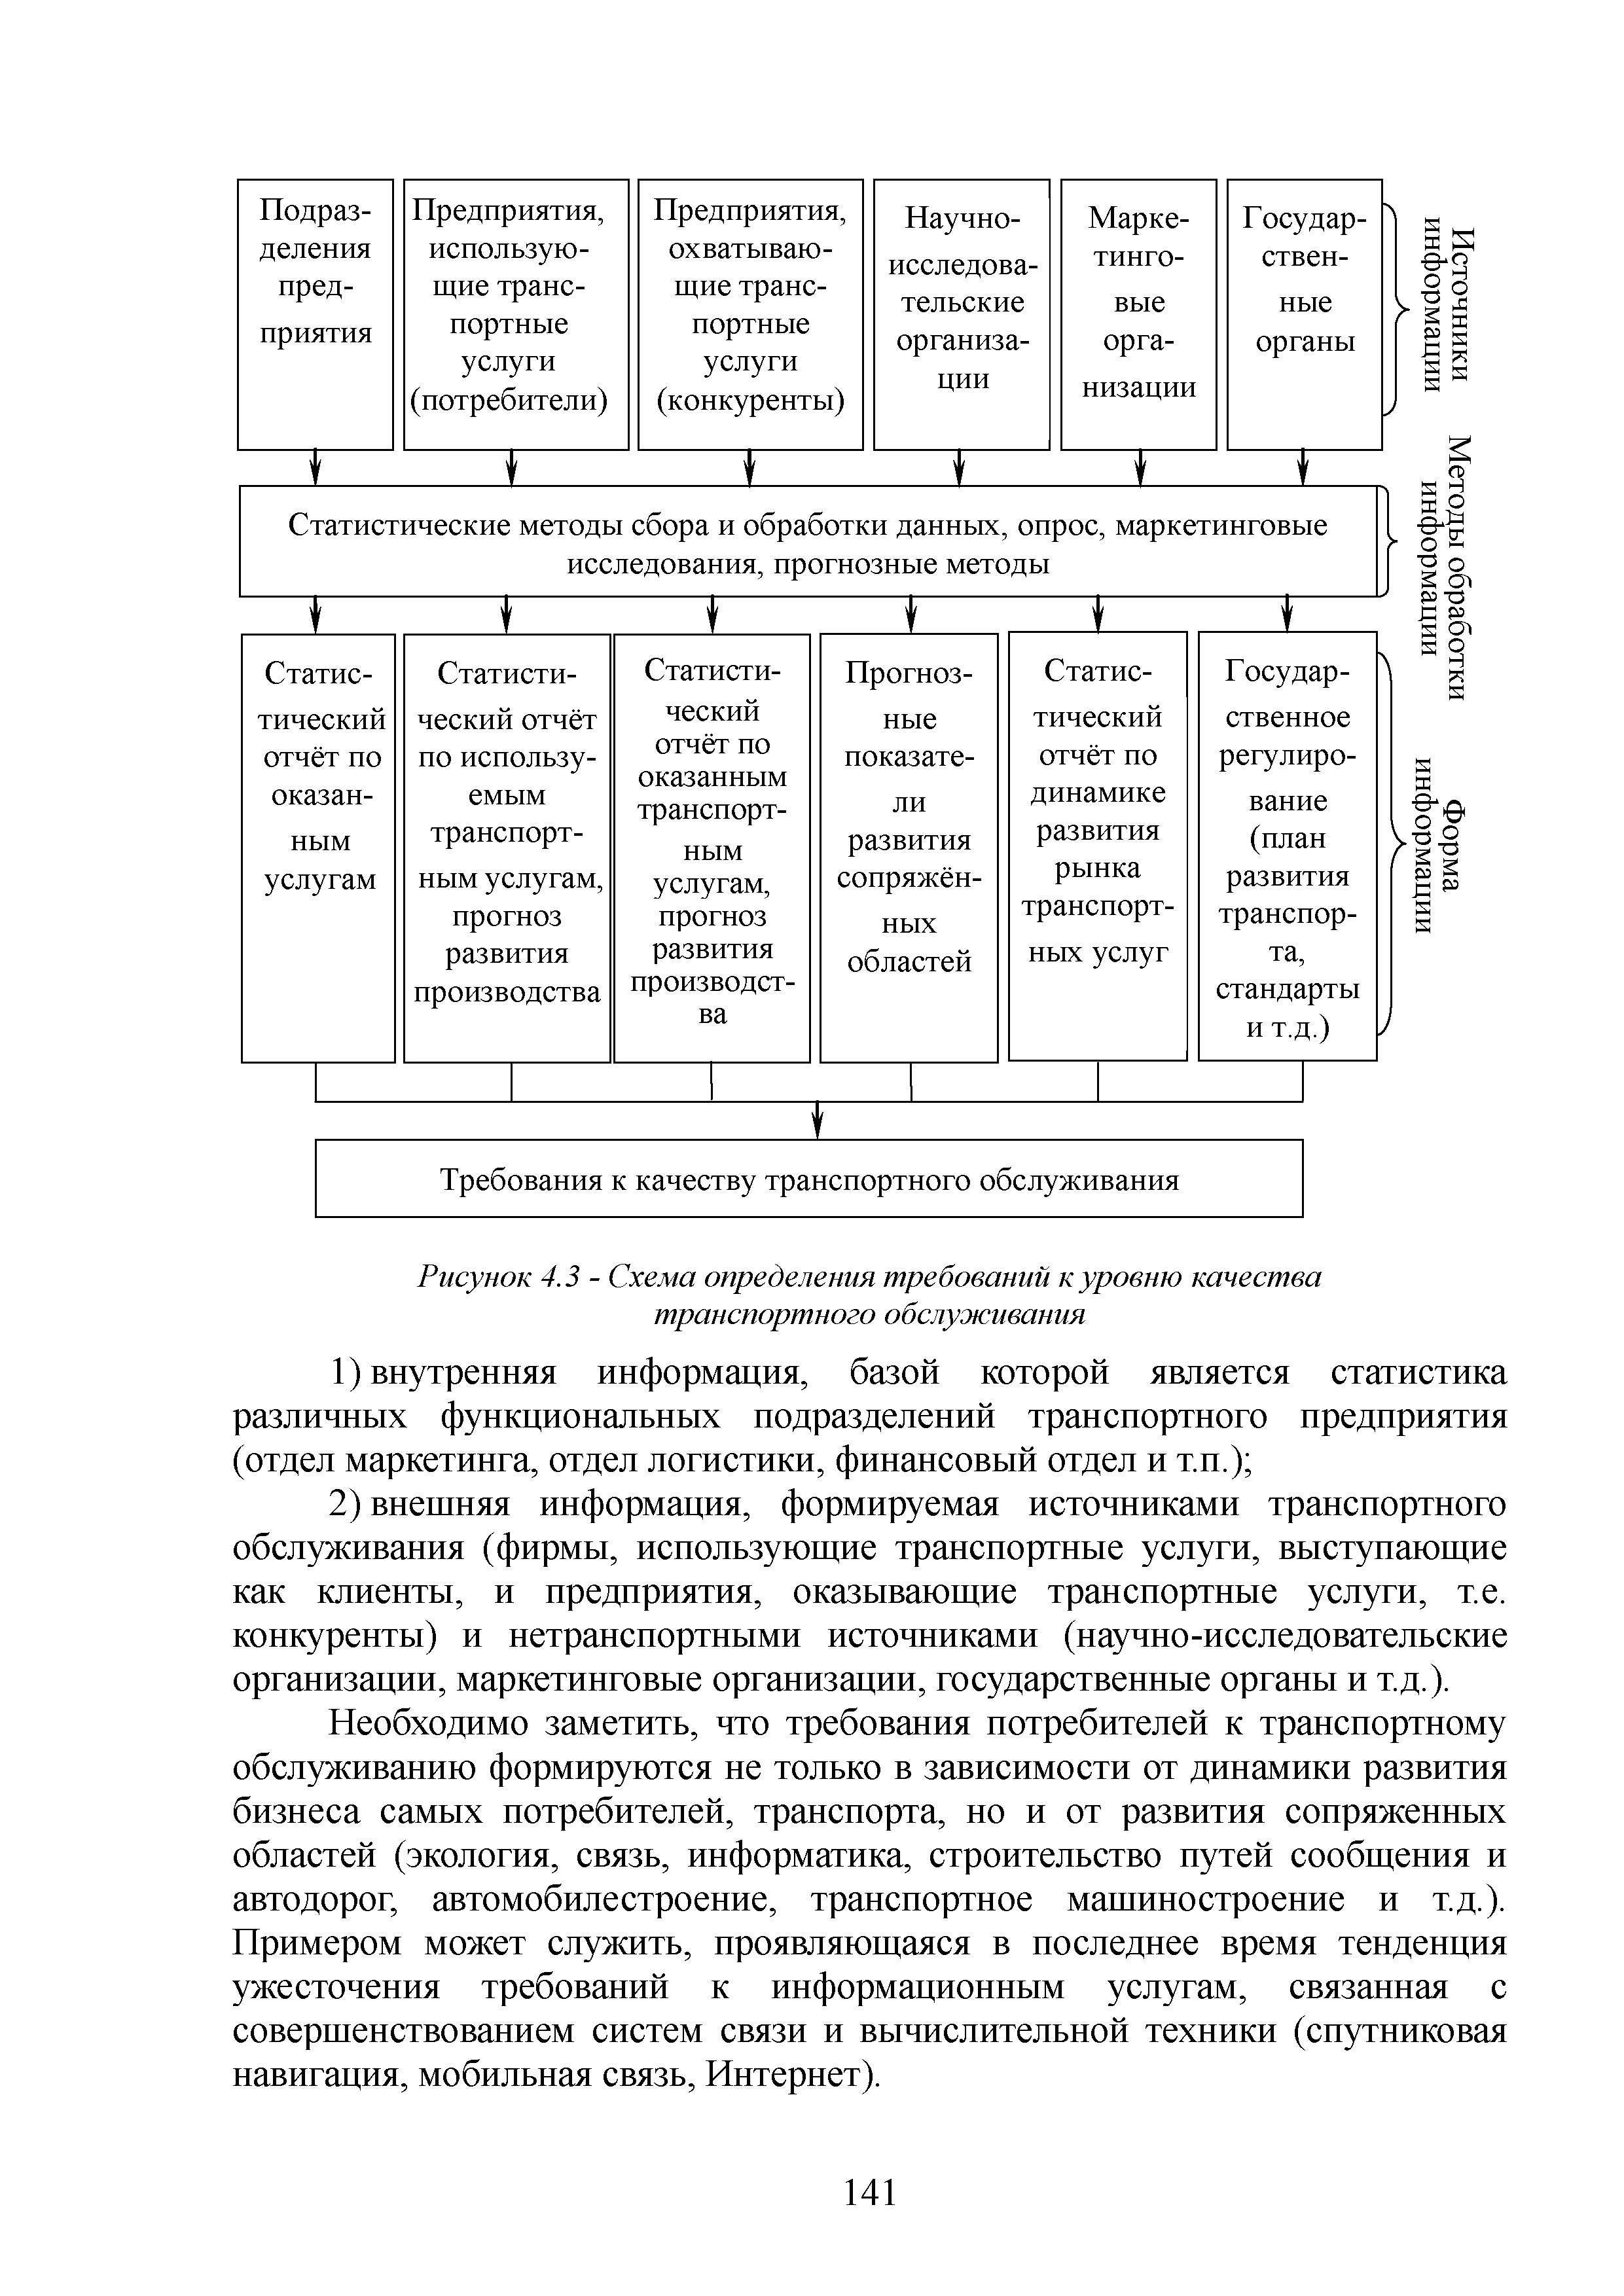 Подраз-
деления
пред-
приятия
Предприятия,
использую-
щие транс-
портные
услуги
(потребители)
Предприятия,
охватываю-
щие транс-
портные
услуги
(конкуренты)
Научно-
исследова-
тельские
организа-
ции
Марке-
тинго-
вые
орга-
низации
Государ-
ствен-
ные
органы
Источники
информации
Статистические методы сбора и обработки данных, опрос, маркетинговые
исследования, прогнозные методы
Методы обработки
информации
Статис-
тический
отчёт по
оказан-
ным
услугам
Статисти-
ческий отчёт
по использу-
емым
транспорт-
ным услугам,
прогноз
развития
производства
Статисти-
ческий
отчёт по
оказанным
транспорт-
ным
услугам,
прогноз
развития
производст-
ва
Прогноз-
ные
показате-
ли
развития
сопряжён-
ных
областей
Статис-
тический
отчёт по
динамике
развития
рынка
транспорт-
ных услуг
Государ-
ственное
регулиро-
вание
(план
развития
транспор-
та,
стандарты
и т.д.)
Форма
информации
Требования к качеству транспортного обслуживания
Рисунок 4.3 - Схема определения требований к уровню качества
транспортного обслуживания
1) внутренняя информация, базой которой является статистика
различных функциональных подразделений транспортного предприятия
(отдел маркетинга, отдел логистики, финансовый отдел и т.п.);
2) внешняя информация, формируемая источниками транспортного
обслуживания (фирмы, использующие транспортные услуги, выступающие
как клиенты, и предприятия, оказывающие транспортные услуги, т.е.
конкуренты) и нетранспортными источниками (научно-исследовательские
организации, маркетинговые организации, государственные органы и т.д.).
Необходимо заметить, что требования потребителей к транспортному
обслуживанию формируются не только в зависимости от динамики развития
бизнеса самых потребителей, транспорта, но и от развития сопряженных
областей (экология, связь, информатика, строительство путей сообщения и
автодорог, автомобилестроение, транспортное машиностроение и т.д.).
Примером может служить, проявляющаяся в последнее время тенденция
ужесточения требований к информационным услугам, связанная с
совершенствованием систем связи и вычислительной техники (спутниковая
навигация, мобильная связь, Интернет).
141